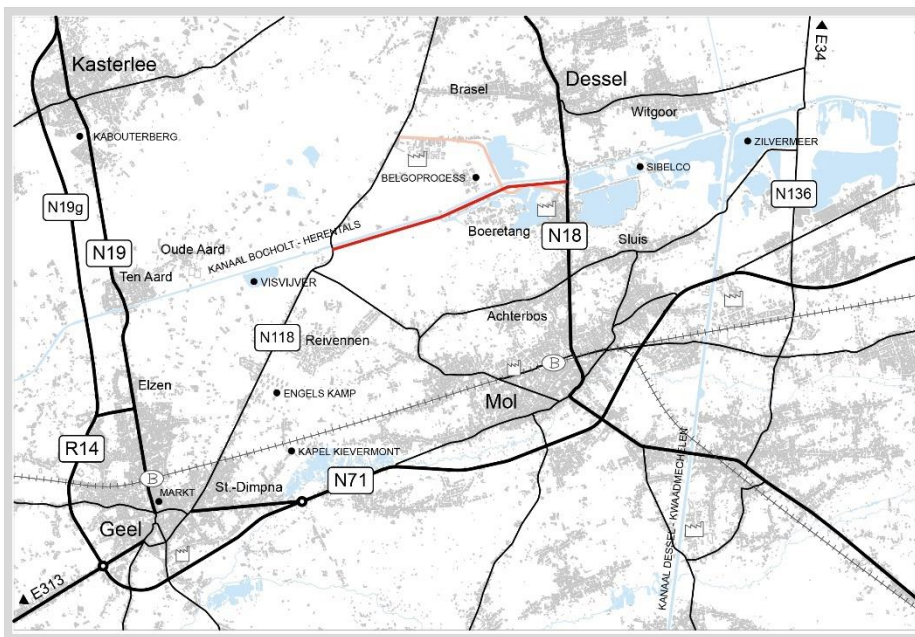 E34
Kasterlee
Dessel
Brasel
Witgoor
KABOUTERBERG
ZILVERMEER
SIBELCO
BELGOPROCESS
N136
N19g
Boeretang
N18
Sluis
N19
Oude Aard
KANAAL BOCHOLT - HERENTALS
Ten Aard
VISVIJVER
Achterbos
N118
Reivennen
B
Elzen
ENGELS KAMP
Mol
R14
KAPEL KIEVERMONT
B
N71
St.-Dimpna
MARKT
Geel
KANAAL DESSEL - KWAADMECHELEN
E313